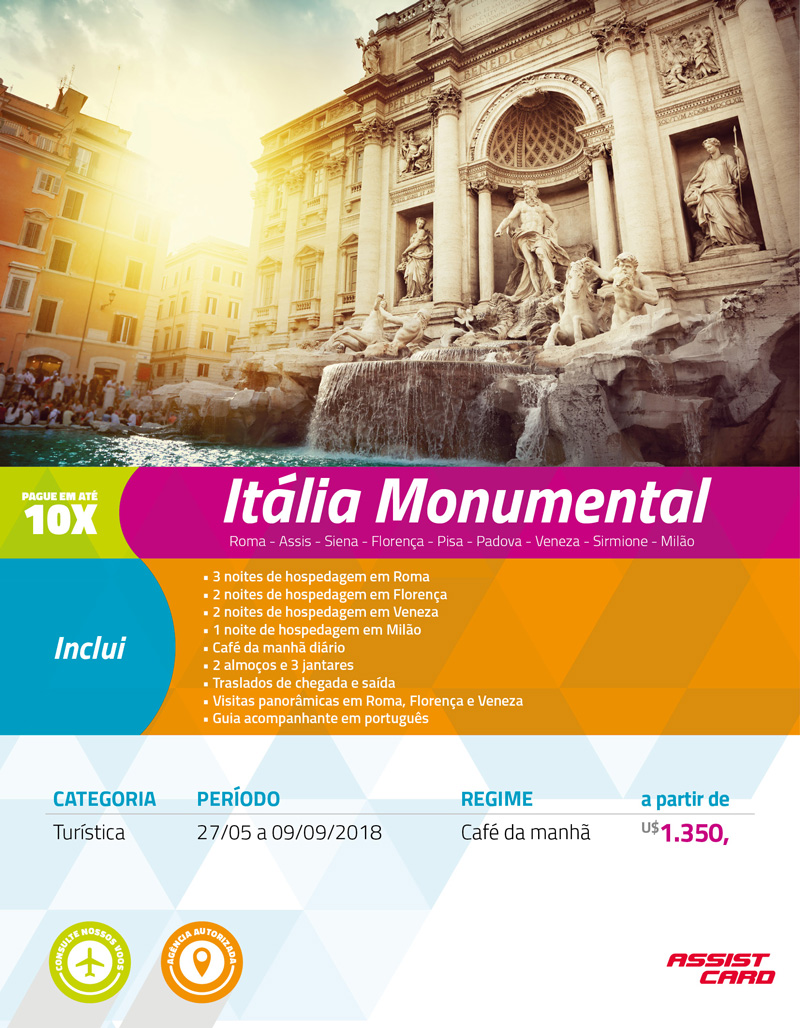 BENEDICTVS XIV
PAGUE EM ATÉ
10X
Itália Monumental
Roma - Assis - Siena - Florença - Pisa - Padova - Veneza - Sirmione - Milão
Inclui
• 3 noites de hospedagem em Roma
• 2 noites de hospedagem em Florença
• 2 noites de hospedagem em Veneza
• 1 noite de hospedagem em Milão
• Café da manhã diário
• 2 almoços e 3 jantares
• Traslados de chegada e saída
• Visitas panorâmicas em Roma, Florença e Veneza
• Guia acompanhante em português
CATEGORIA PERÍODO REGIME a partir de
Turística 27/05 a 09/09/2018 Café da manhã U$1.350,
CONSULTE NOSSOS VOOS
AGÊNCIA AUTORIZADA
ASSIST
CARD